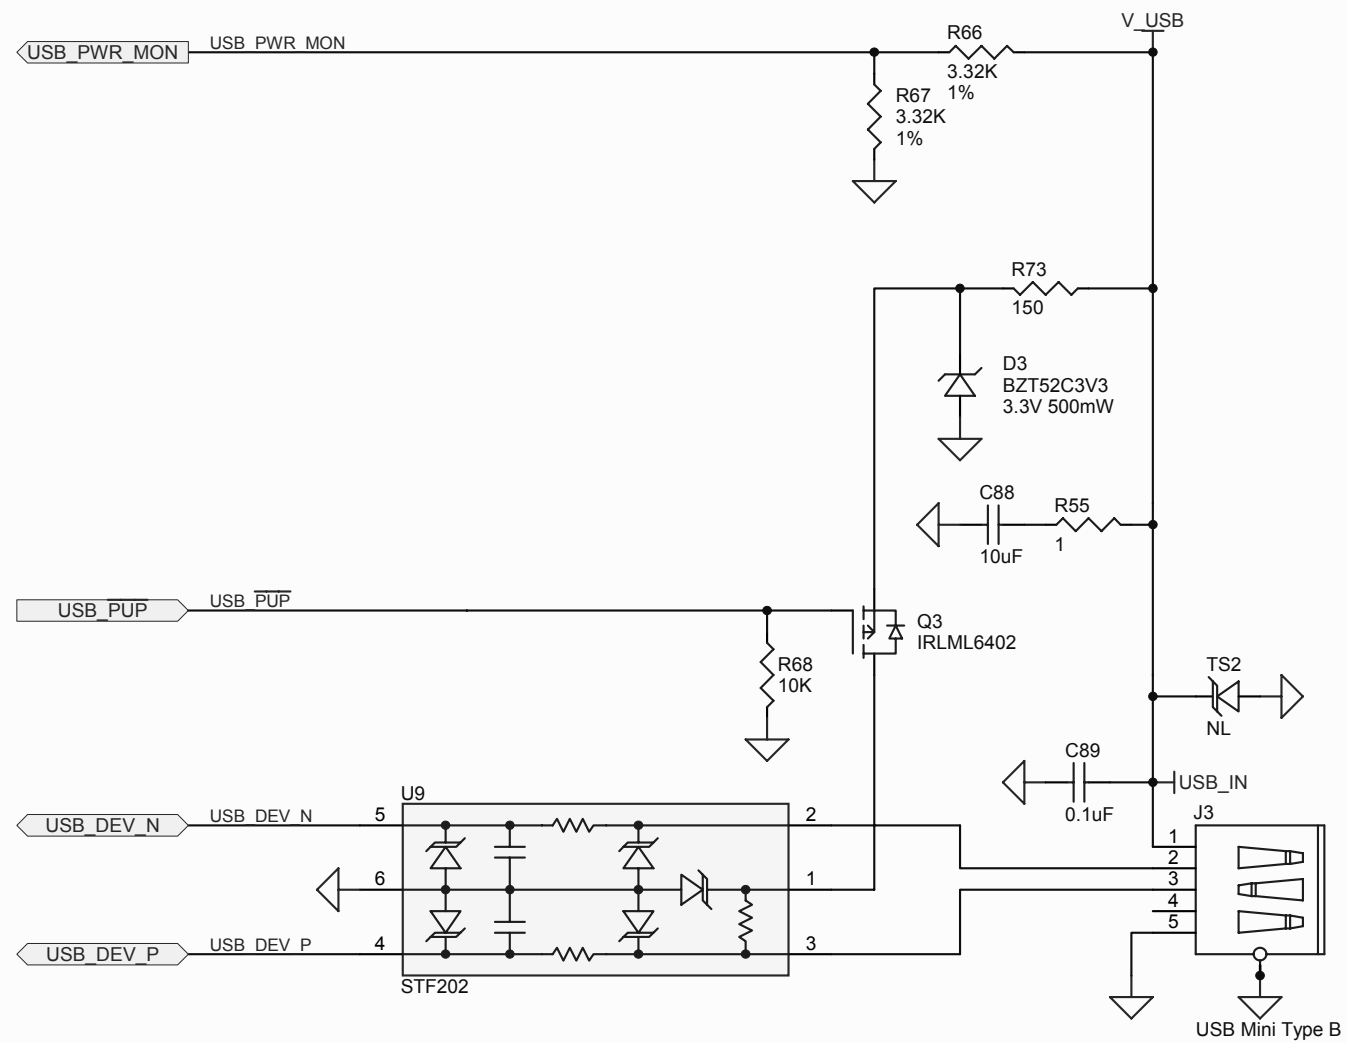 V_USB
USB_PWR_MON
USB_PWR_MON
R66
3.32K
1%
R67
3.32K
1%
R73
150
D3
BZT52C3V3
3.3V 500mW
C88
10uF
R55
1
USB_PUP
USB_PUP
Q3
IRLML6402
R68
10K
TS2
NL
C89
0.1uF
USB_IN
U9
J3
USB_DEV_N
USB_DEV_N
5
2
1
2
3
4
5
6
1
USB_DEV_P
USB_DEV_P
4
3
STF202
USB Mini Type B